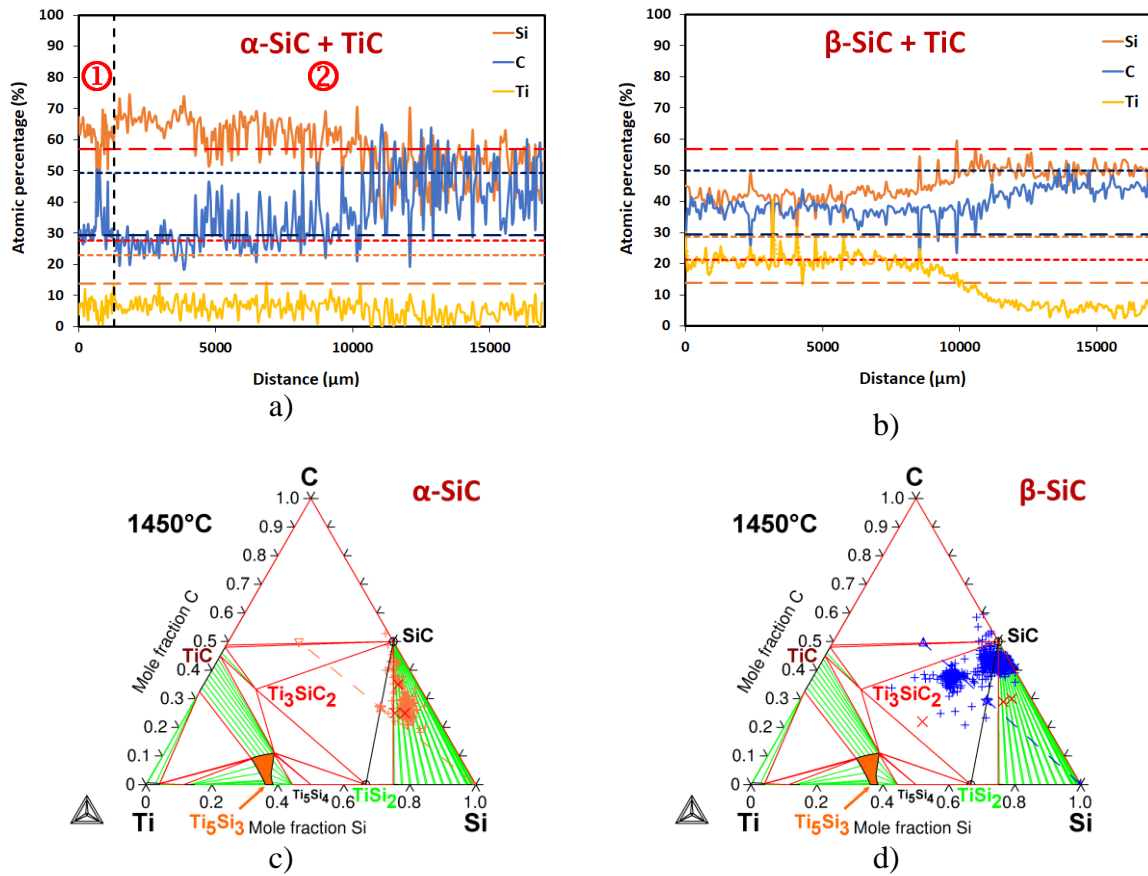 α-SiC + TiC
① ②
Si
C
Ti
Atomic percentage (%)
100
90
80
70
60
50
40
30
20
10
0
0 5000 10000 15000
Distance (µm)
a)
β-SiC + TiC
Si
C
Ti
Atomic percentage (%)
100
90
80
70
60
50
40
30
20
10
0
0 5000 10000 15000
Distance (µm)
b)
C
α-SiC
1450°C
1.0
0.9
0.8
0.7
0.6
0.5
0.4
0.3
0.2
0.1
0
Mole fraction C
SiC
TiC
Ti3SiC2
0 0.2 0.4 0.6 0.8 1.0
Ti5Si4
TiSi2
Ti
Ti5Si3
Mole fraction Si
Si
c)
C
β-SiC
1450°C
1.0
0.9
0.8
0.7
0.6
0.5
0.4
0.3
0.2
0.1
0
Mole fraction C
SiC
TiC
Ti3SiC2
0 0.2 0.4 0.6 0.8 1.0
Ti5Si4
TiSi2
Ti
Ti5Si3
Mole fraction Si
Si
d)